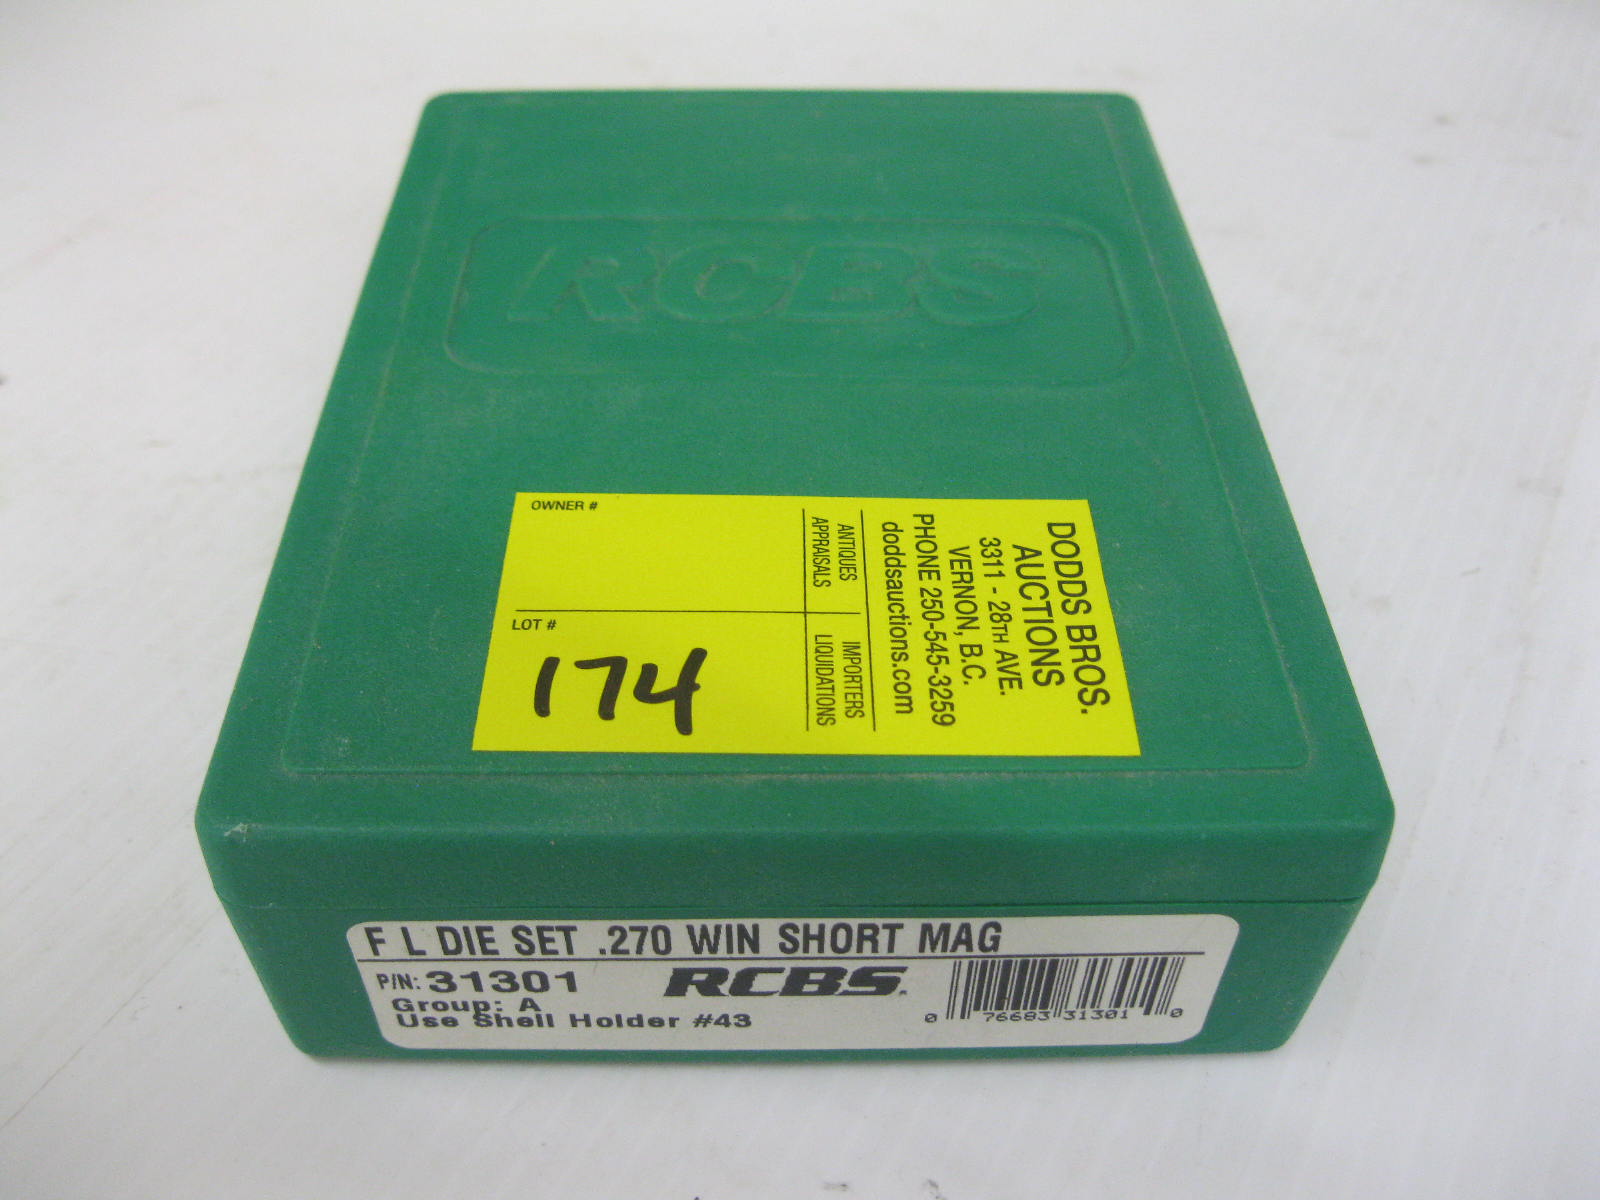 RCBS
OWNER #
LOT #
174
ANTIQUES
APPRAISALS
IMPORTERS
LIQUIDATIONS
DODDS BROS.
AUCTIONS
3311 - 28TH AVE.
VERNON, B.C.
PHONE 250-545-3259
doddsauctions.com
F L DIE SET .270 WIN SHORT MAG
P/N: 31301
RCBS.
Group: A
Use Shell Holder #43
0 76683 31301 0